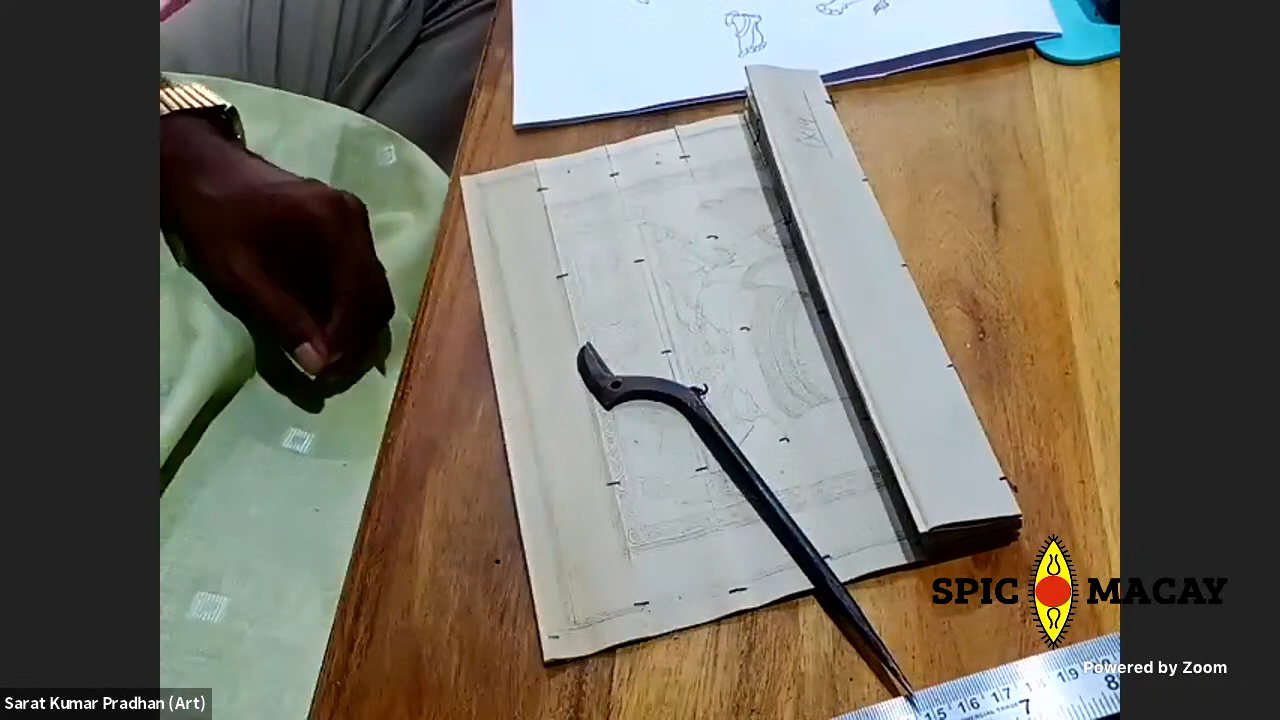 SPIC MACAY
Powered by Zoom
15 16 17 18 19
7 8
Sarat Kumar Pradhan (Art)